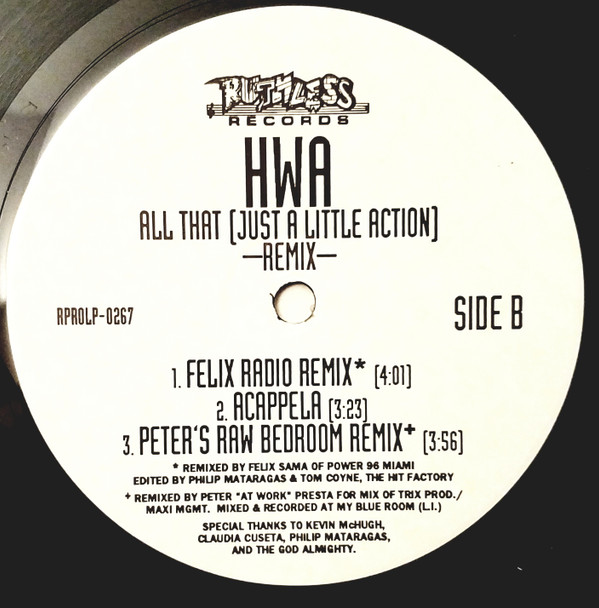 RUTHLESS
RECORDS
HWA
ALL THAT [JUST A LITTLE ACTION]
—REMIX—
RPROLP-0267
SIDE B
1. FELIX RADIO REMIX* [4:01]
2. ACAPPELA [3:23]
3. PETER'S RAW BEDROOM REMIX+ [3:56]
* REMIXED BY FELIX SAMA OF POWER 96 MIAMI
EDITED BY PHILIP MATARAGAS & TOM COYNE, THE HIT FACTORY
+ REMIXED BY PETER "AT WORK" PRESTA FOR MIX OF TRIX PROD./
MAXI MGMT. MIXED & RECORDED AT MY BLUE ROOM (L.I.)
SPECIAL THANKS TO KEVIN McHUGH,
CLAUDIA CUSETA, PHILIP MATARAGAS,
AND THE GOD ALMIGHTY.